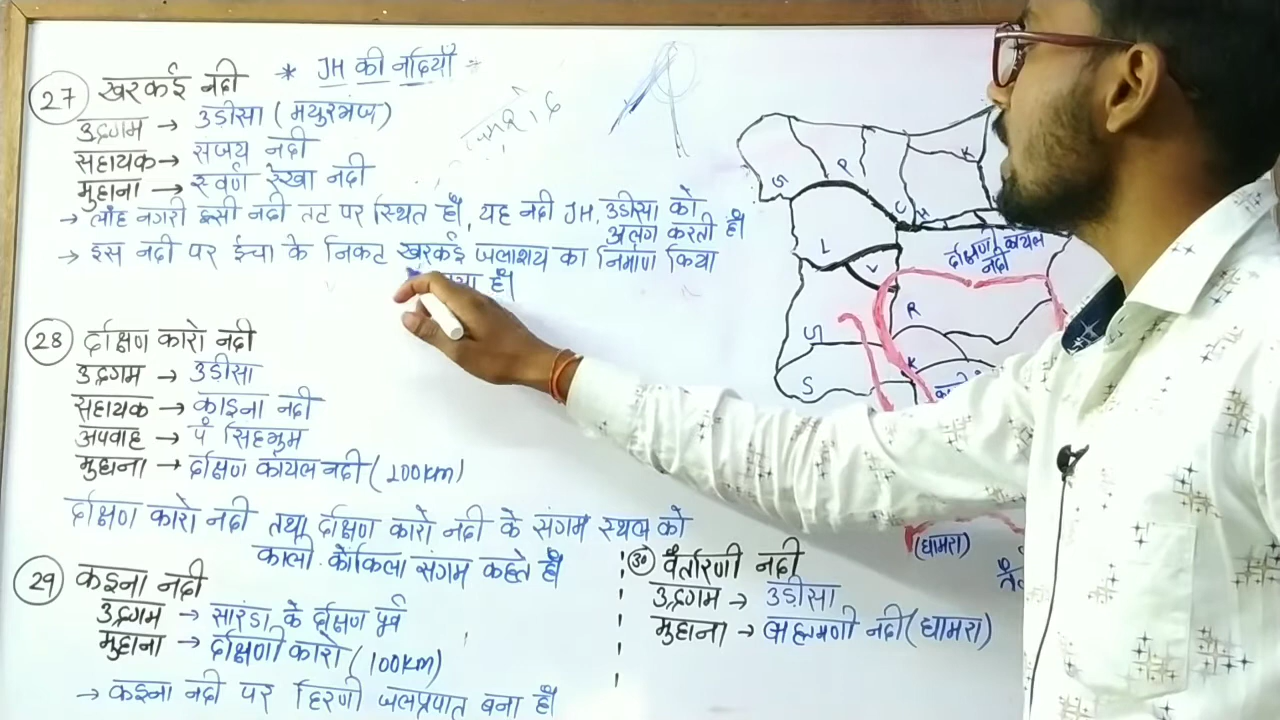 * JH की नदियाँ *
27 खरकई नदी
उद्गम → उड़ीसा (मयुरभंज)
सहायक → संजय नदी
मुहाना → स्वर्ण रेखा नदी
→ लौह नगरी इसी नदी तट पर स्थित है।, यह नदी JH, उड़ीसा को
अलग करती है
→ इस नदी पर ईचा के निकट खरकई जलाशय का निर्माण किया
है।
28 दक्षिण कारो नदी
उद्गम → उड़ीसा
सहायक → कोइना नदी
अपवाह → प० सिंहभूम
मुहाना → दक्षिण कोयल नदी (100km)
दक्षिण कारो नदी तथा दक्षिण कारो नदी के संगम स्थल को
कारो कोकिला संगम कहते है।
29 कइना नदी
उद्गम → सारंडा के दक्षिण पूर्व
मुहाना → दक्षिणी कारो (100km)
→ कइना नदी पर हिरणी जलप्रपात बना है।
30 वैतरिणी नदी
उद्गम → उड़ीसा
मुहाना → ब्राह्मणी नदी (धामरा)
S
P
C
K
H
L
V
दक्षिण कोयल
नदी
R
S
K
S
(धामरा)